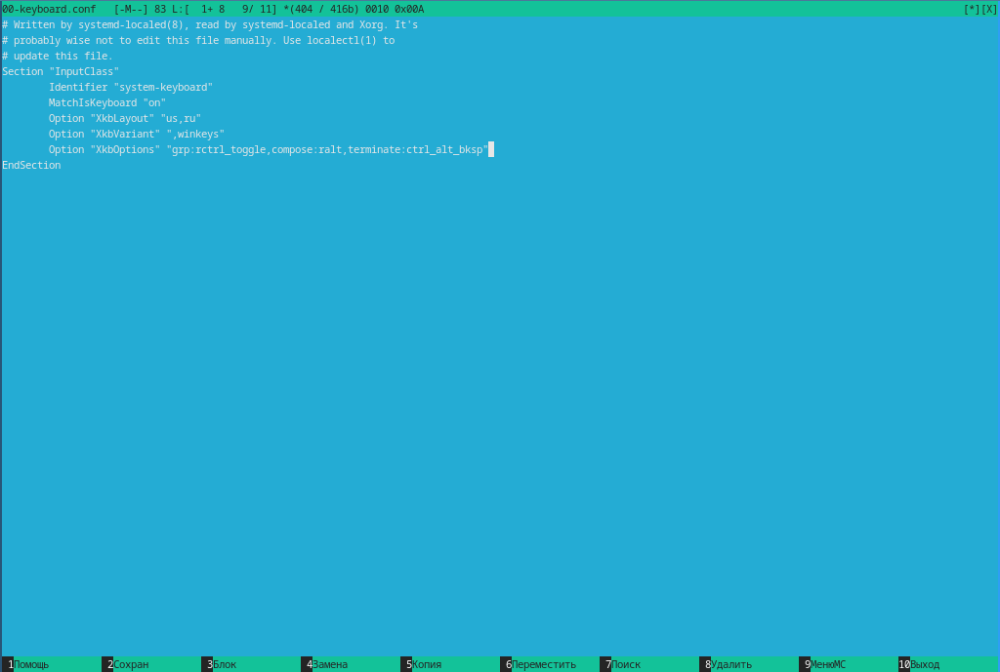 00-keyboard.conf   [-M--] 83 L:[  1+ 8   9/ 11] *(404 / 416b) 0010 0x00A [*][X]
# Written by systemd-localed(8), read by systemd-localed and Xorg. It's
# probably wise not to edit this file manually. Use localectl(1) to
# update this file.
Section "InputClass"
        Identifier "system-keyboard"
        MatchIsKeyboard "on"
        Option "XkbLayout" "us,ru"
        Option "XkbVariant" ",winkeys"
        Option "XkbOptions" "grp:rctrl_toggle,compose:ralt,terminate:ctrl_alt_bksp"
EndSection
1Помощь 2Сохран 3Блок 4Замена 5Копия 6Переместить 7Поиск 8Удалить 9МенюMC 10Выход